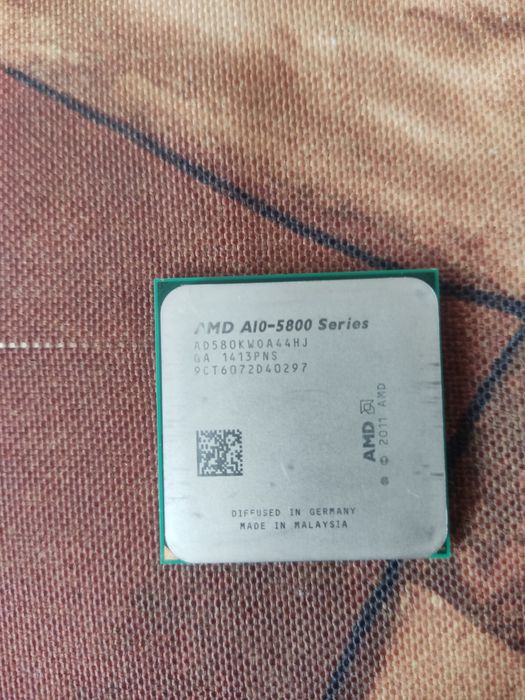 AMD A10-5800 Series
AD580KWOA44HJ
GA 1413PNS
9CT6072D40297
AMD
© 2011 AMD
DIFFUSED IN GERMANY
MADE IN MALAYSIA